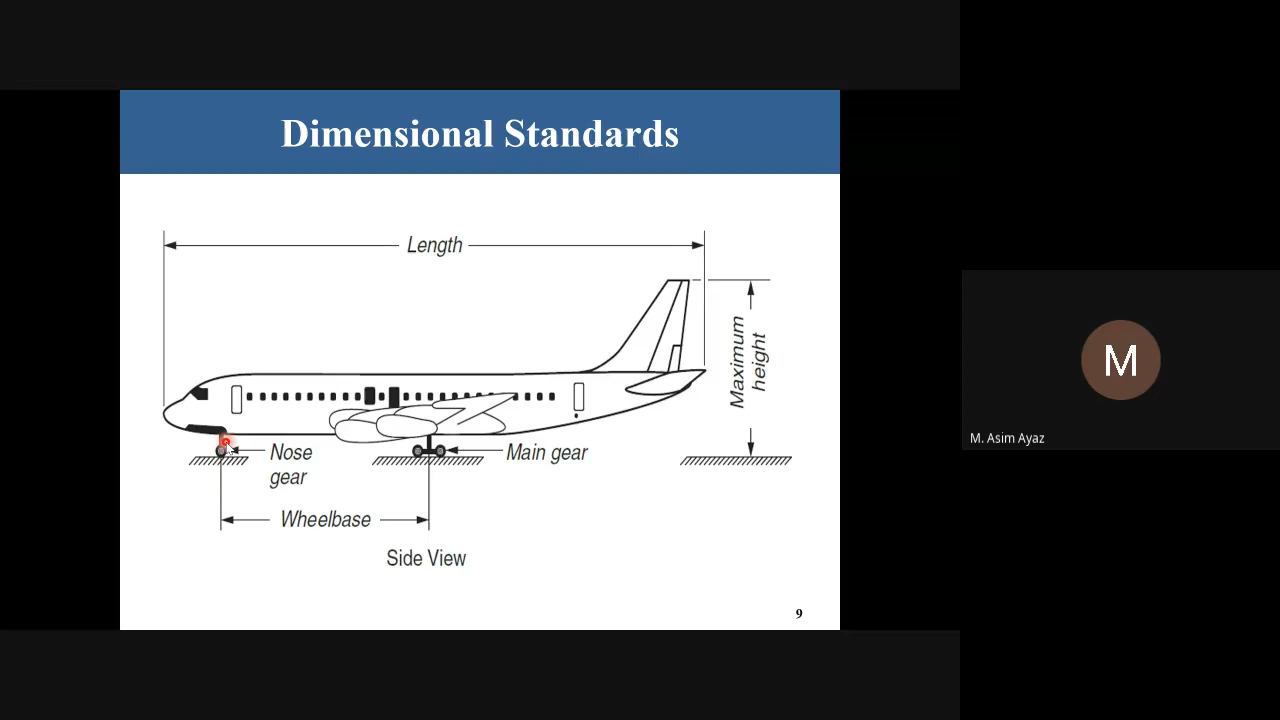 Dimensional Standards
Length
Maximum
height
Nose
gear
Main gear
Wheelbase
Side View
9
M
M. Asim Ayaz